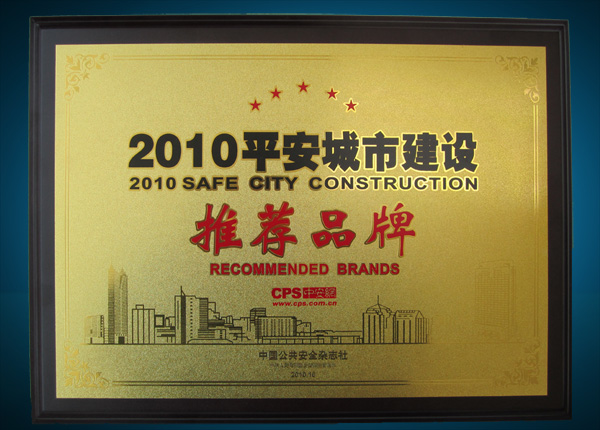 2010平安城市建设
2010 SAFE CITY CONSTRUCTION
推荐品牌
RECOMMENDED BRANDS
CPS中安网
www.cps.com.cn
中国公共安全杂志社
2010.10